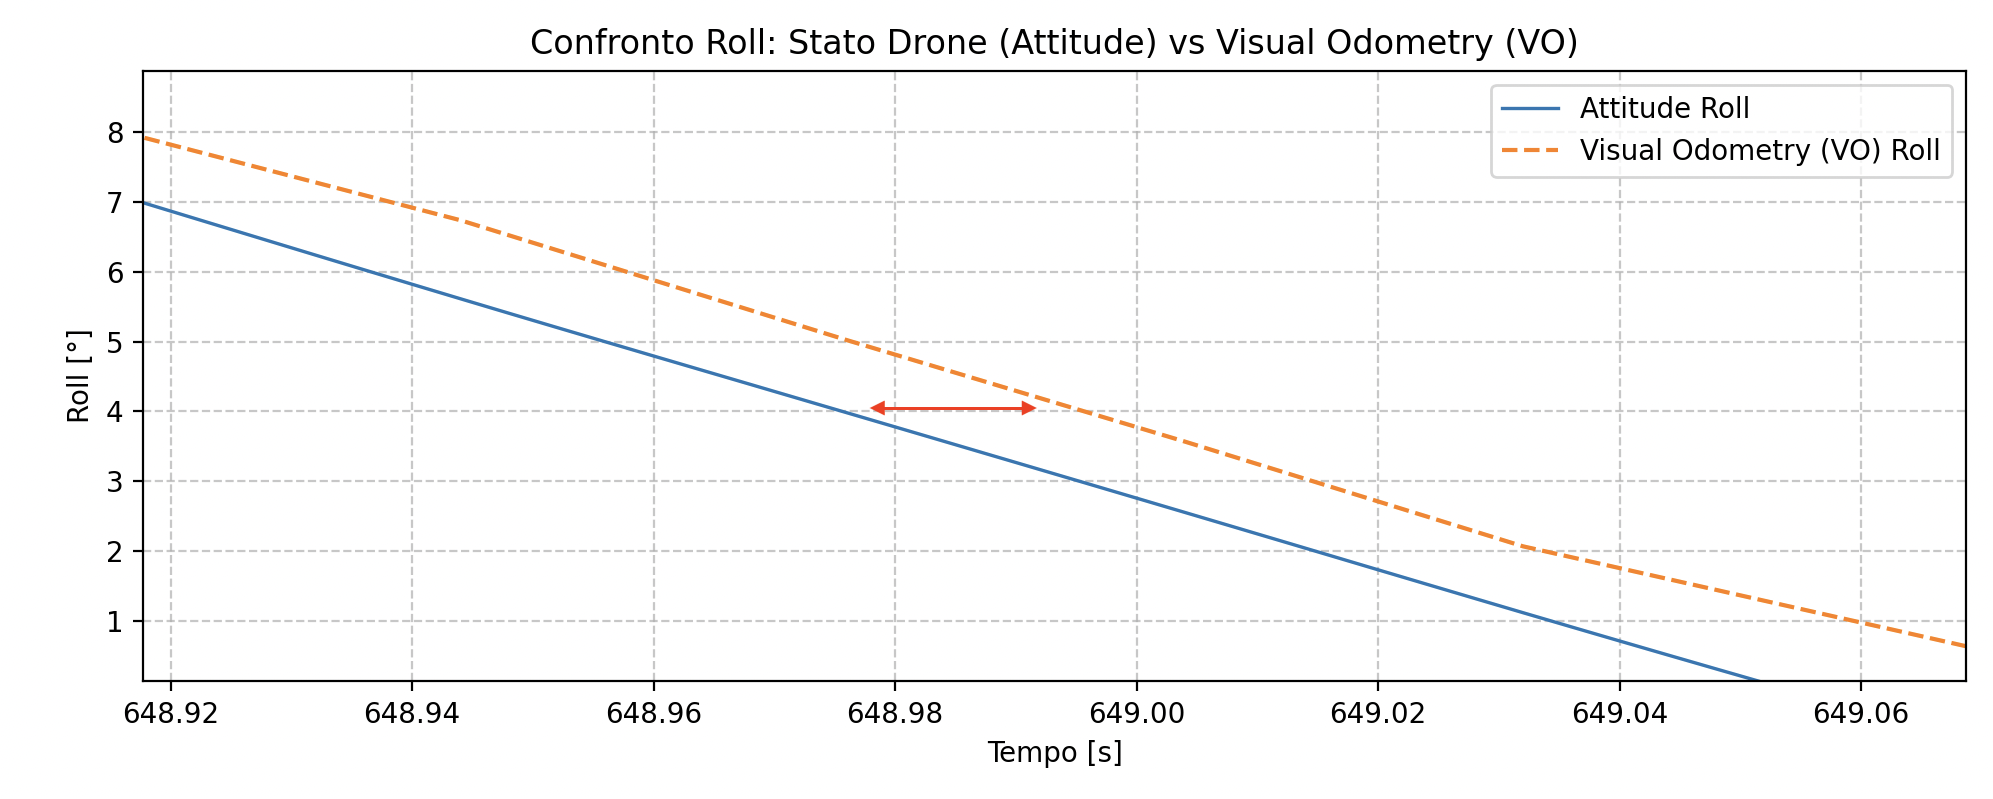 Confronto Roll: Stato Drone (Attitude) vs Visual Odometry (VO)
Attitude Roll
Visual Odometry (VO) Roll
Roll [°]
8
7
6
5
4
3
2
1
648.92 648.94 648.96 648.98 649.00 649.02 649.04 649.06
Tempo [s]